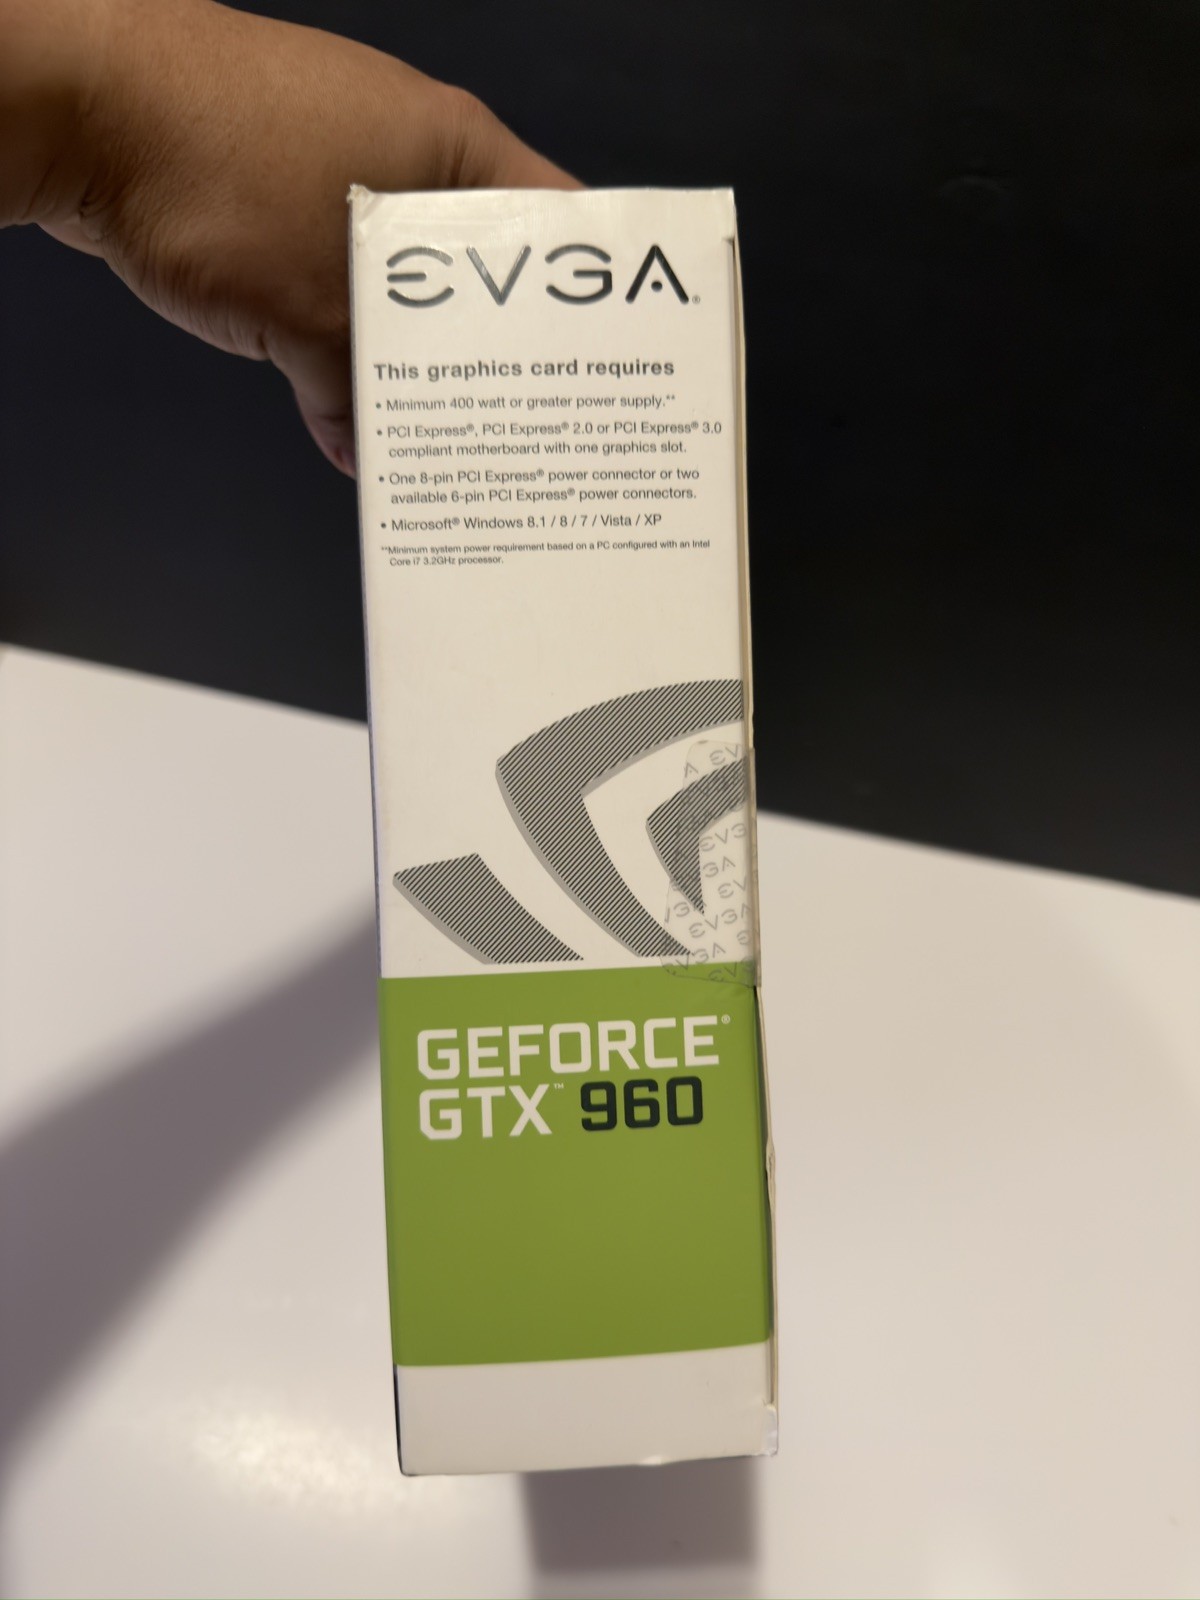 EVGA®
This graphics card requires
• Minimum 400 watt or greater power supply.**
• PCI Express®, PCI Express® 2.0 or PCI Express® 3.0
compliant motherboard with one graphics slot.
• One 8-pin PCI Express® power connector or two
available 6-pin PCI Express® power connectors.
• Microsoft® Windows 8.1 / 8 / 7 / Vista / XP
**Minimum system power requirement based on a PC configured with an Intel
Core i7 3.2GHz processor.
GEFORCE®
GTX™ 960